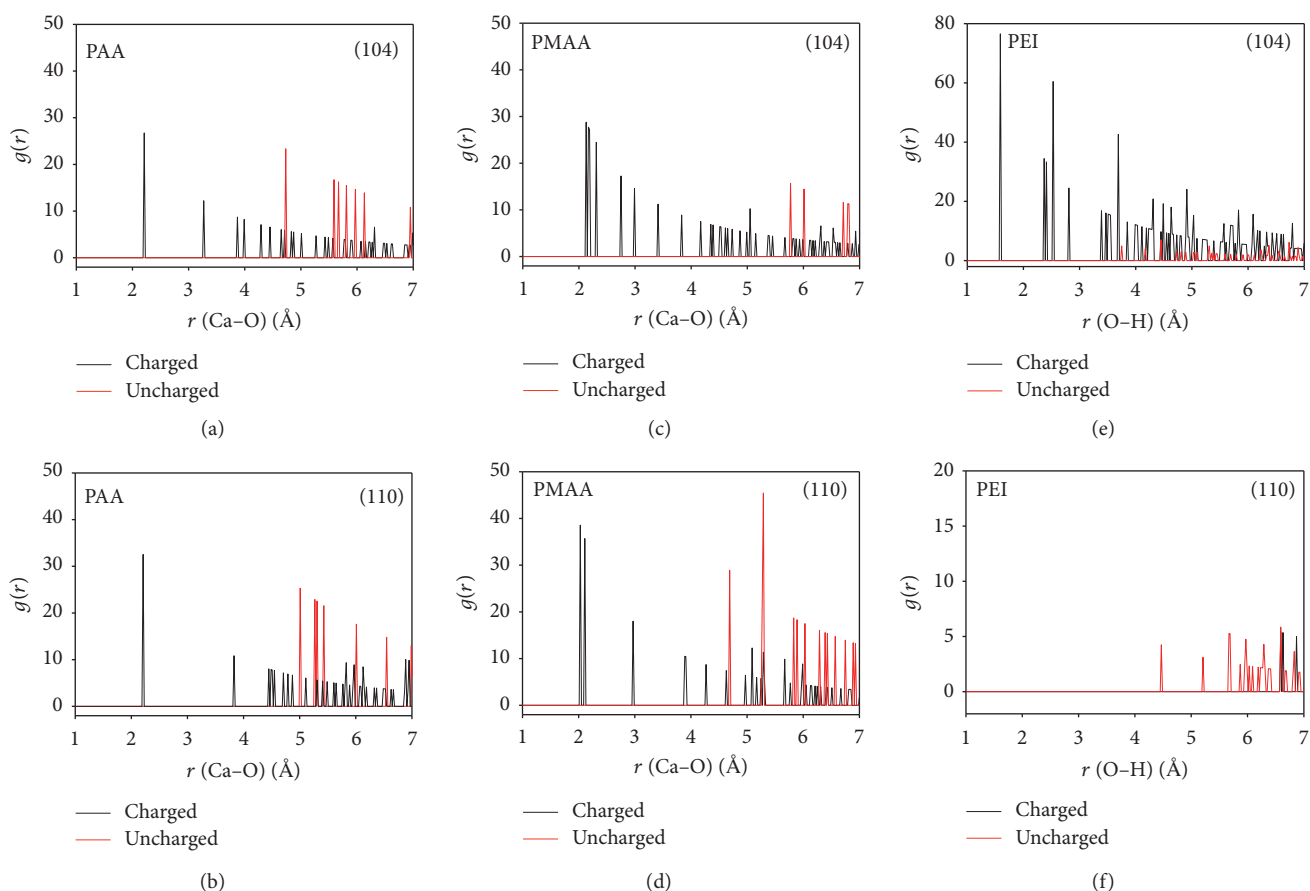 50
40
30
20
10
0
g(r)
PAA
(104)
1 2 3 4 5 6 7
r (Ca–O) (Å)
Charged
Uncharged
(a)
50
40
30
20
10
0
g(r)
PMAA
(104)
1 2 3 4 5 6 7
r (Ca–O) (Å)
Charged
Uncharged
(c)
80
60
40
20
0
g(r)
PEI
(104)
1 2 3 4 5 6 7
r (O–H) (Å)
Charged
Uncharged
(e)
50
40
30
20
10
0
g(r)
PAA
(110)
1 2 3 4 5 6 7
r (Ca–O) (Å)
Charged
Uncharged
(b)
50
40
30
20
10
0
g(r)
PMAA
(110)
1 2 3 4 5 6 7
r (Ca–O) (Å)
Charged
Uncharged
(d)
20
15
10
5
0
g(r)
PEI
(110)
1 2 3 4 5 6 7
r (O–H) (Å)
Charged
Uncharged
(f)